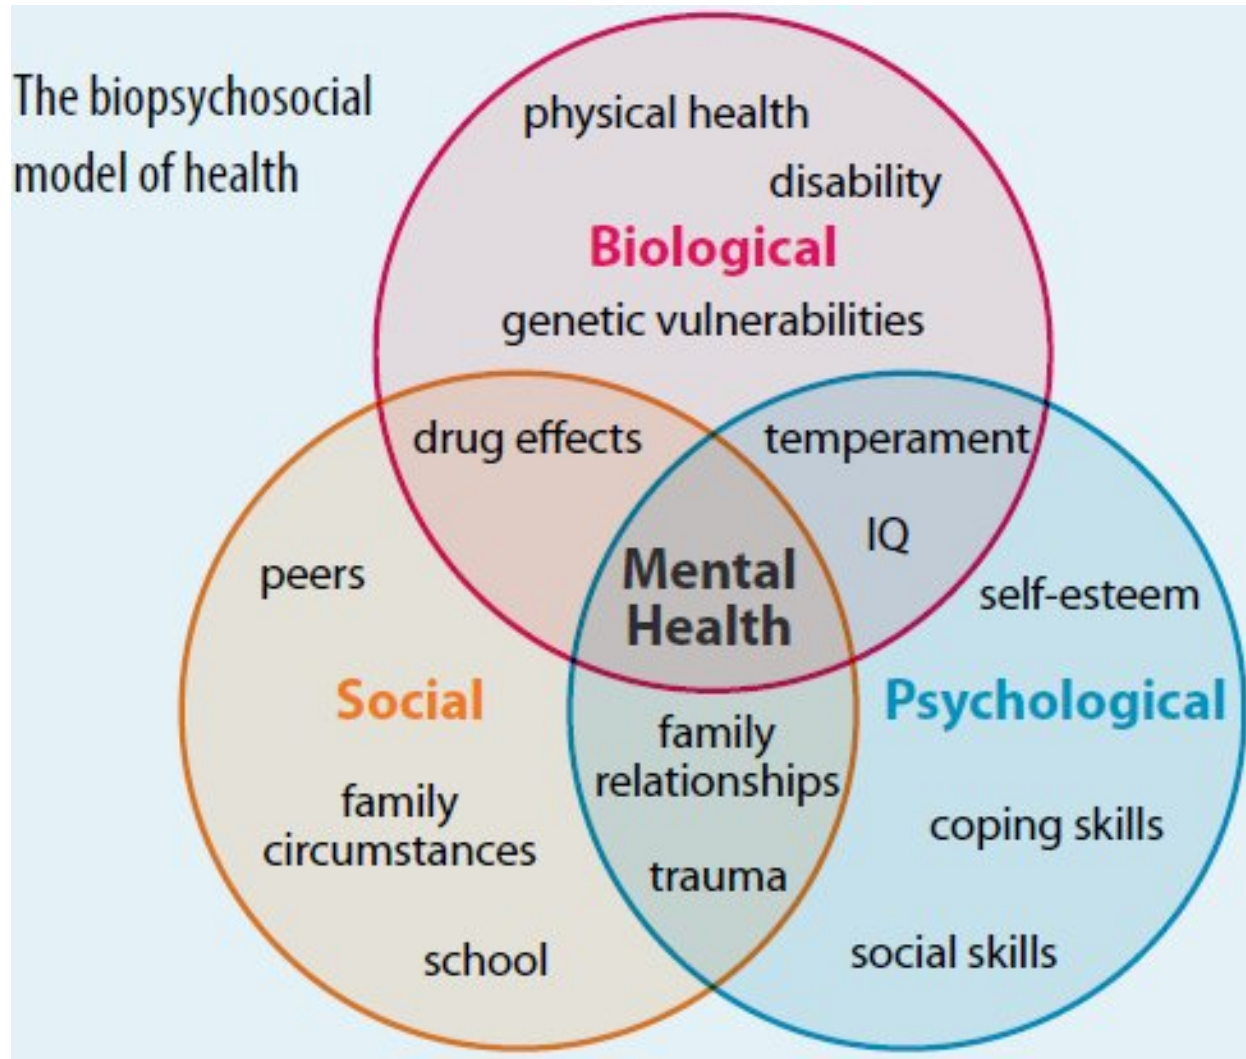 The biopsychosocial
model of health
physical health
disability
Biological
genetic vulnerabilities
drug effects
temperament
IQ
Mental
Health
peers
self-esteem
Social
Psychological
family
relationships
family
circumstances
coping skills
trauma
school
social skills